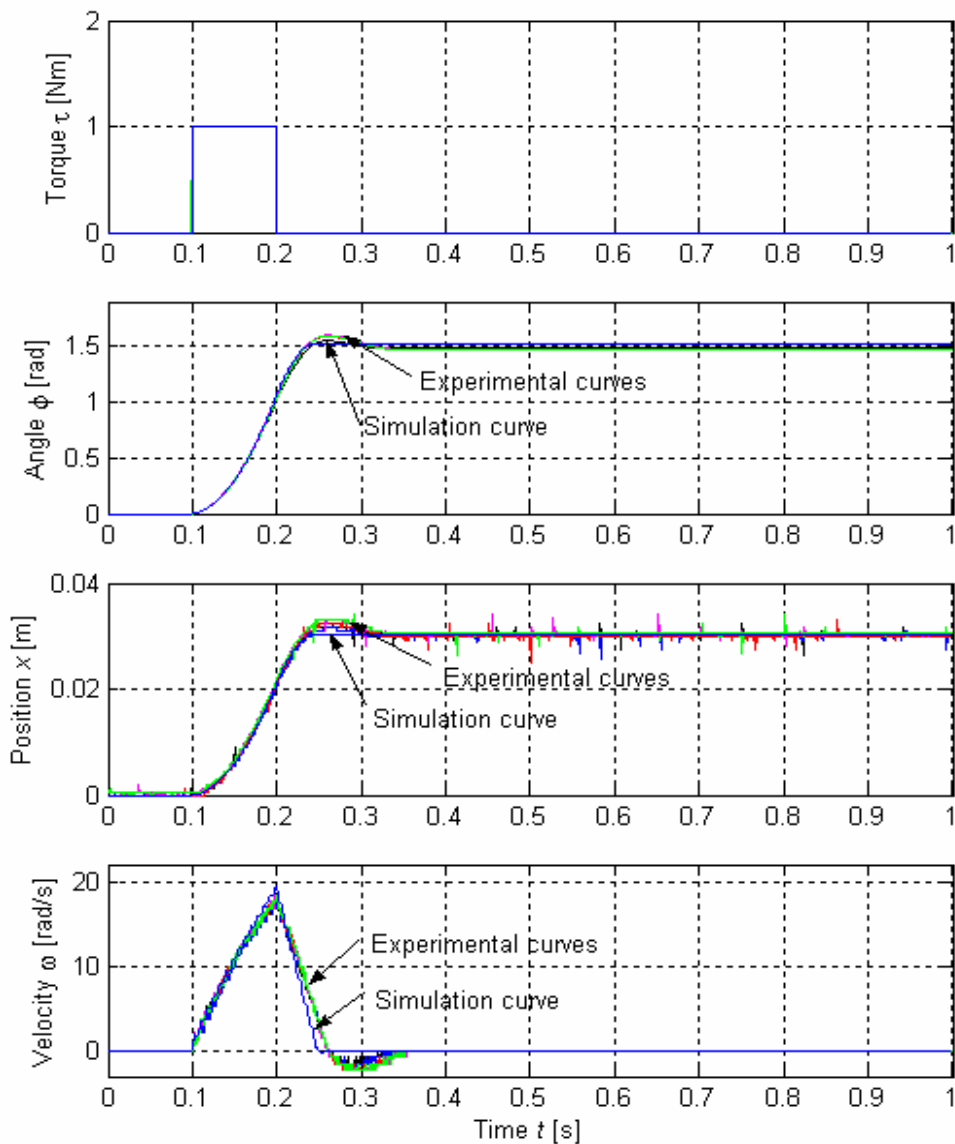 2
1
0
Torque τ [Nm]
0 0.1 0.2 0.3 0.4 0.5 0.6 0.7 0.8 0.9 1
1.5
1
0.5
0
Angle ϕ [rad]
Experimental curves
Simulation curve
0 0.1 0.2 0.3 0.4 0.5 0.6 0.7 0.8 0.9 1
0.04
0.02
0
Position x [m]
Experimental curves
Simulation curve
0 0.1 0.2 0.3 0.4 0.5 0.6 0.7 0.8 0.9 1
20
10
0
Velocity ω [rad/s]
Experimental curves
Simulation curve
0 0.1 0.2 0.3 0.4 0.5 0.6 0.7 0.8 0.9 1
Time t [s]